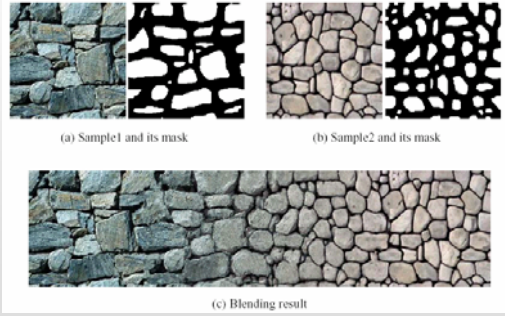 (a) Sample1 and its mask
(b) Sample2 and its mask
(c) Blending result